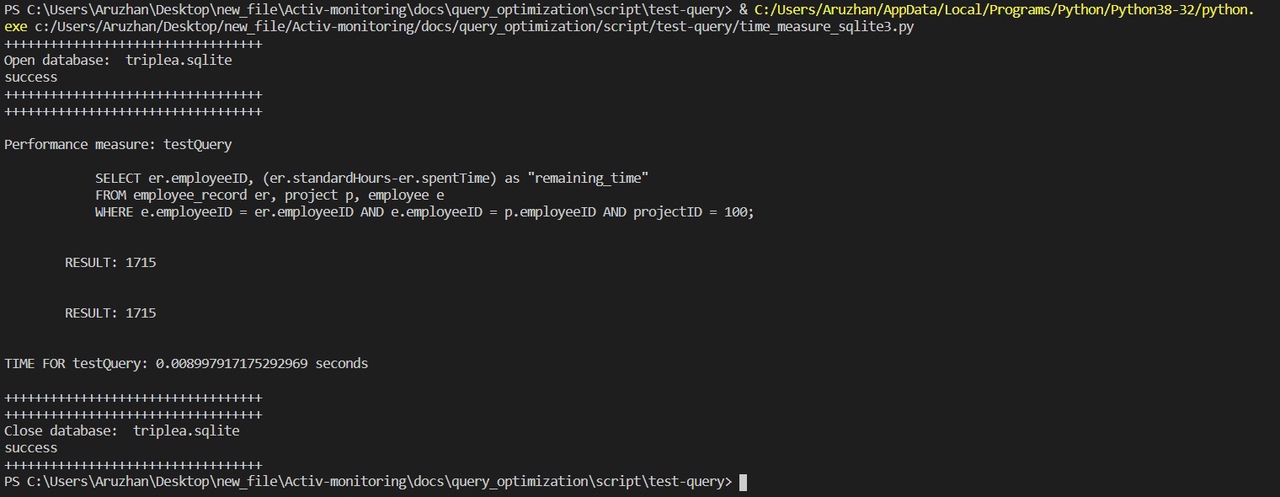 PS C:\Users\Aruzhan\Desktop\new_file\Activ-monitoring\docs\query_optimization\script\test-query> & C:/Users/Aruzhan/AppData/Local/Programs/Python/Python38-32/python.
exe c:/Users/Aruzhan/Desktop/new_file/Activ-monitoring/docs/query_optimization/script/test-query/time_measure_sqlite3.py
++++++++++++++++++++++++++++++++++
Open database:  triplea.sqlite
success
++++++++++++++++++++++++++++++++++
++++++++++++++++++++++++++++++++++
Performance measure: testQuery
SELECT er.employeeID, (er.standardHours-er.spentTime) as "remaining_time"
FROM employee_record er, project p, employee e
WHERE e.employeeID = er.employeeID AND e.employeeID = p.employeeID AND projectID = 100;
RESULT: 1715
RESULT: 1715
TIME FOR testQuery: 0.008997917175292969 seconds
++++++++++++++++++++++++++++++++++
++++++++++++++++++++++++++++++++++
Close database:  triplea.sqlite
success
++++++++++++++++++++++++++++++++++
PS C:\Users\Aruzhan\Desktop\new_file\Activ-monitoring\docs\query_optimization\script\test-query>